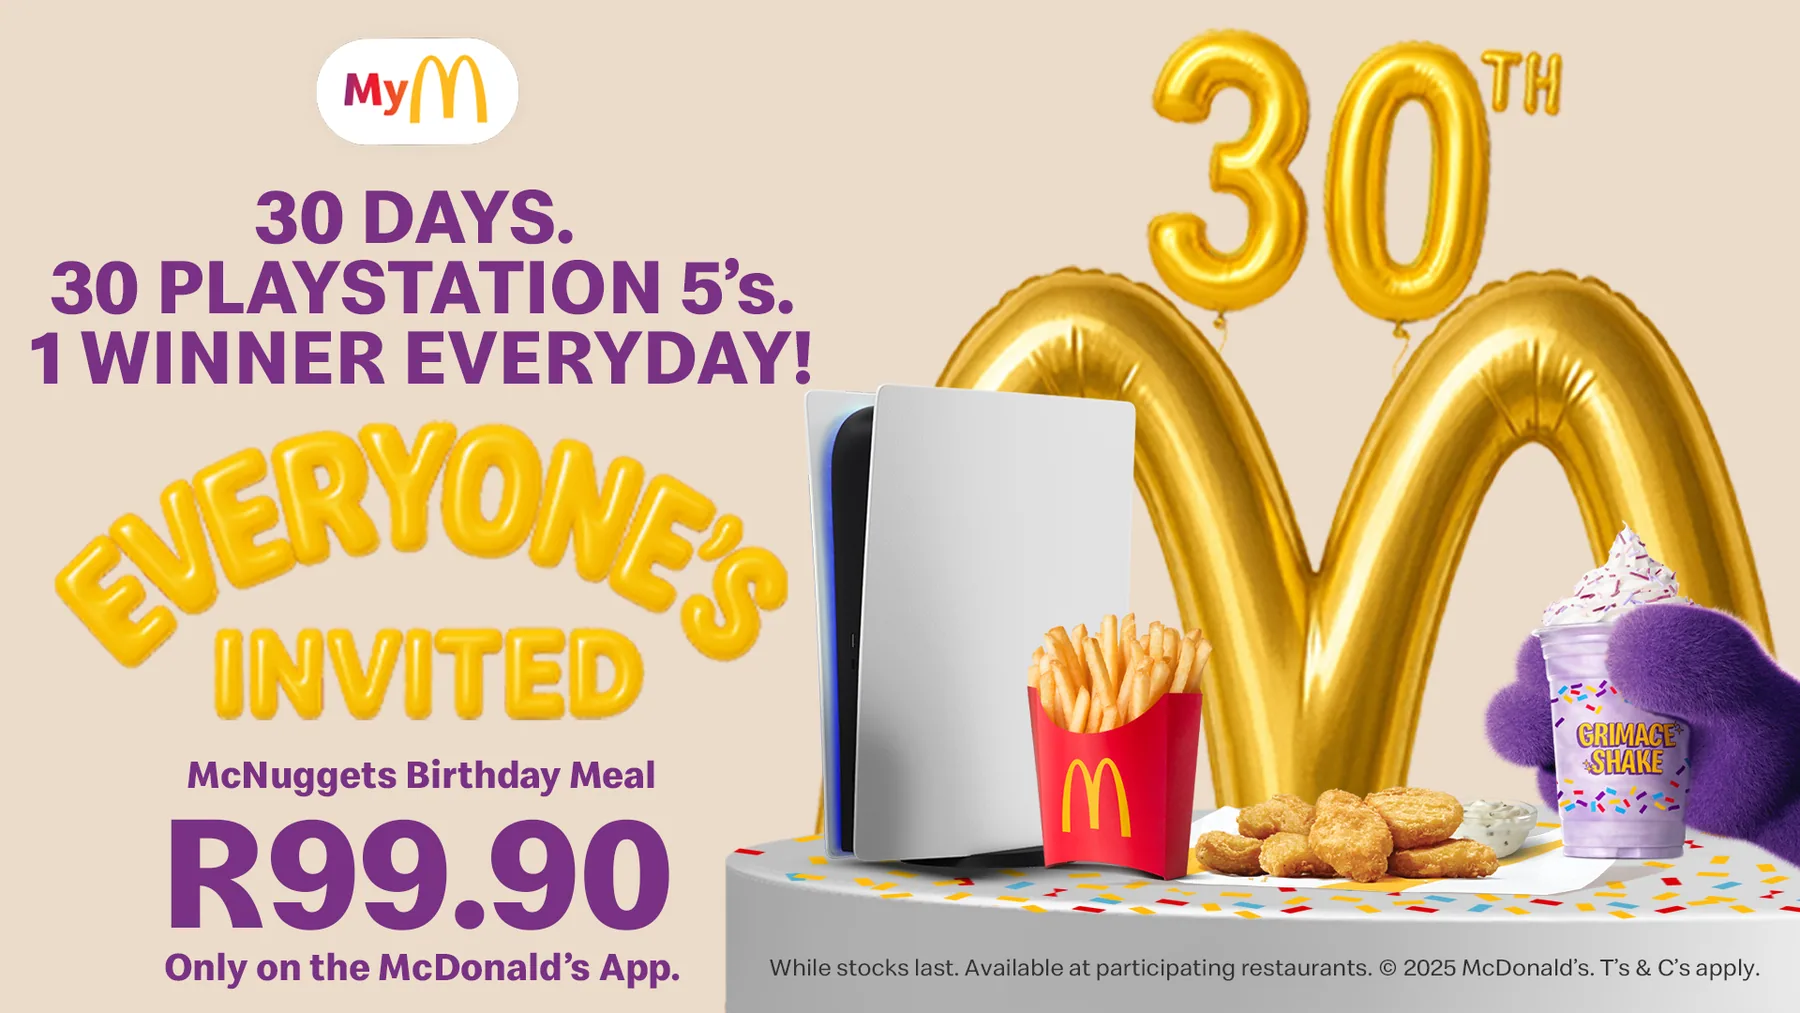 My
30 DAYS.
30 PLAYSTATION 5’s.
1 WINNER EVERYDAY!
EVERYONE’S
INVITED
McNuggets Birthday Meal
R99.90
Only on the McDonald’s App.
30TH
GRIMACE
SHAKE
While stocks last. Available at participating restaurants. © 2025 McDonald’s. T’s & C’s apply.